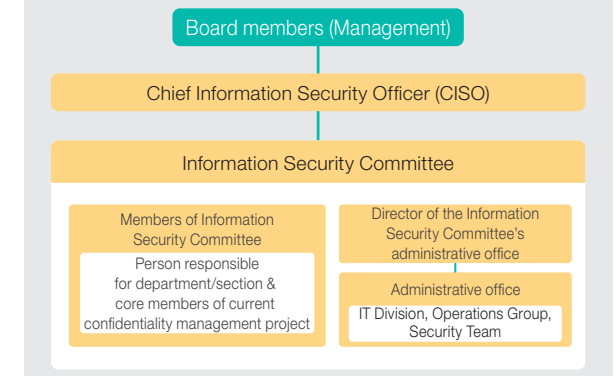 Board members (Management)
Chief Information Security Officer (CISO)
Information Security Committee
Members of Information
Security Committee
Person responsible
for department/section &
core members of current
confidentiality management project
Director of the Information
Security Committee's
administrative office
Administrative office
IT Division, Operations Group,
Security Team